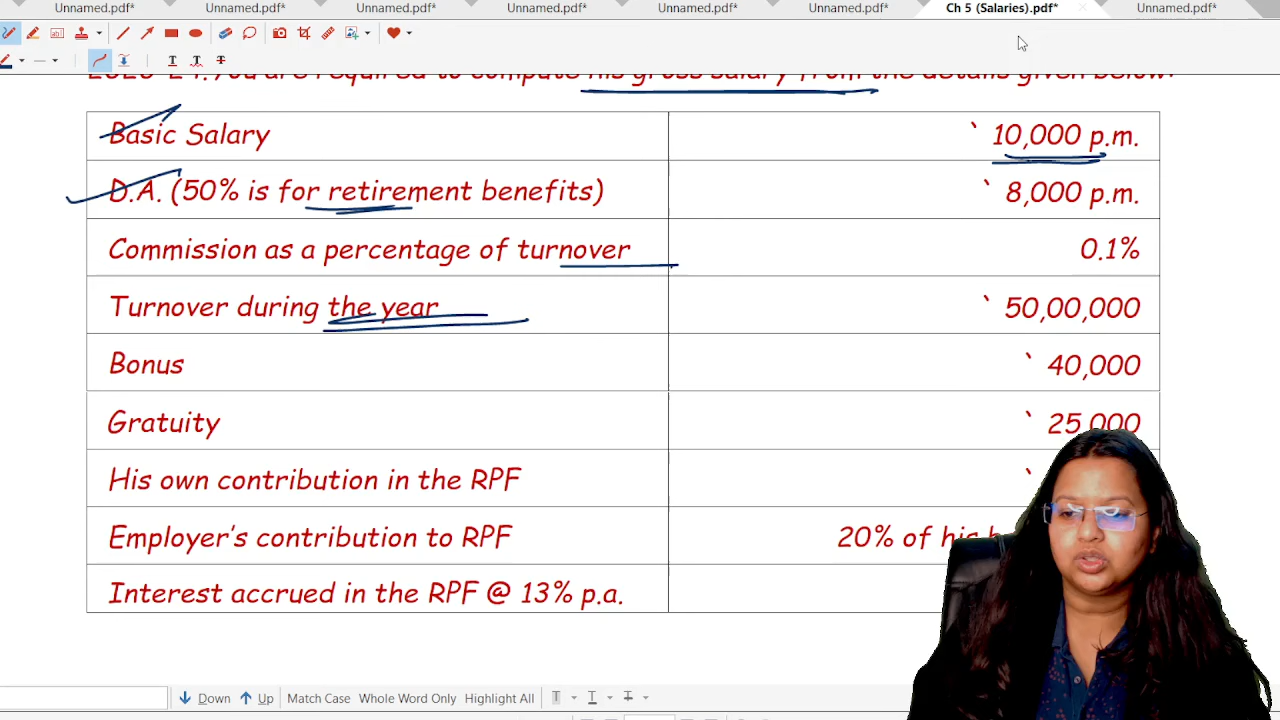 Unnamed.pdf* Unnamed.pdf* Unnamed.pdf* Unnamed.pdf* Unnamed.pdf* Unnamed.pdf* Ch 5 (Salaries).pdf* Unnamed.pdf*
you are required to compute his gross salary from the details given below:
Basic Salary ` 10,000 p.m.
D.A. (50% is for retirement benefits) ` 8,000 p.m.
Commission as a percentage of turnover 0.1%
Turnover during the year ` 50,00,000
Bonus ` 40,000
Gratuity ` 25,000
His own contribution in the RPF `
Employer's contribution to RPF 20% of his
Interest accrued in the RPF @ 13% p.a.
Down Up Match Case Whole Word Only Highlight All